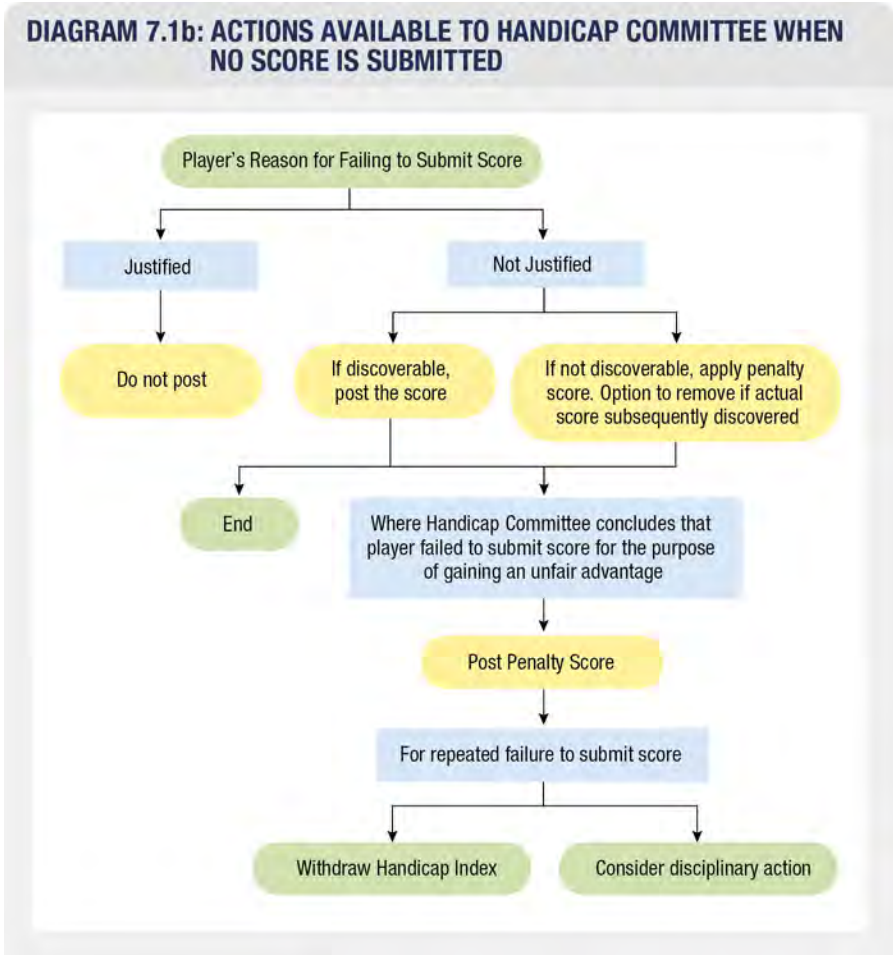 DIAGRAM 7.1b: ACTIONS AVAILABLE TO HANDICAP COMMITTEE WHEN
NO SCORE IS SUBMITTED
Player's Reason for Failing to Submit Score
Justified
Not Justified
Do not post
If discoverable,
post the score
If not discoverable, apply penalty
score. Option to remove if actual
score subsequently discovered
End
Where Handicap Committee concludes that
player failed to submit score for the purpose
of gaining an unfair advantage
Post Penalty Score
For repeated failure to submit score
Withdraw Handicap Index
Consider disciplinary action